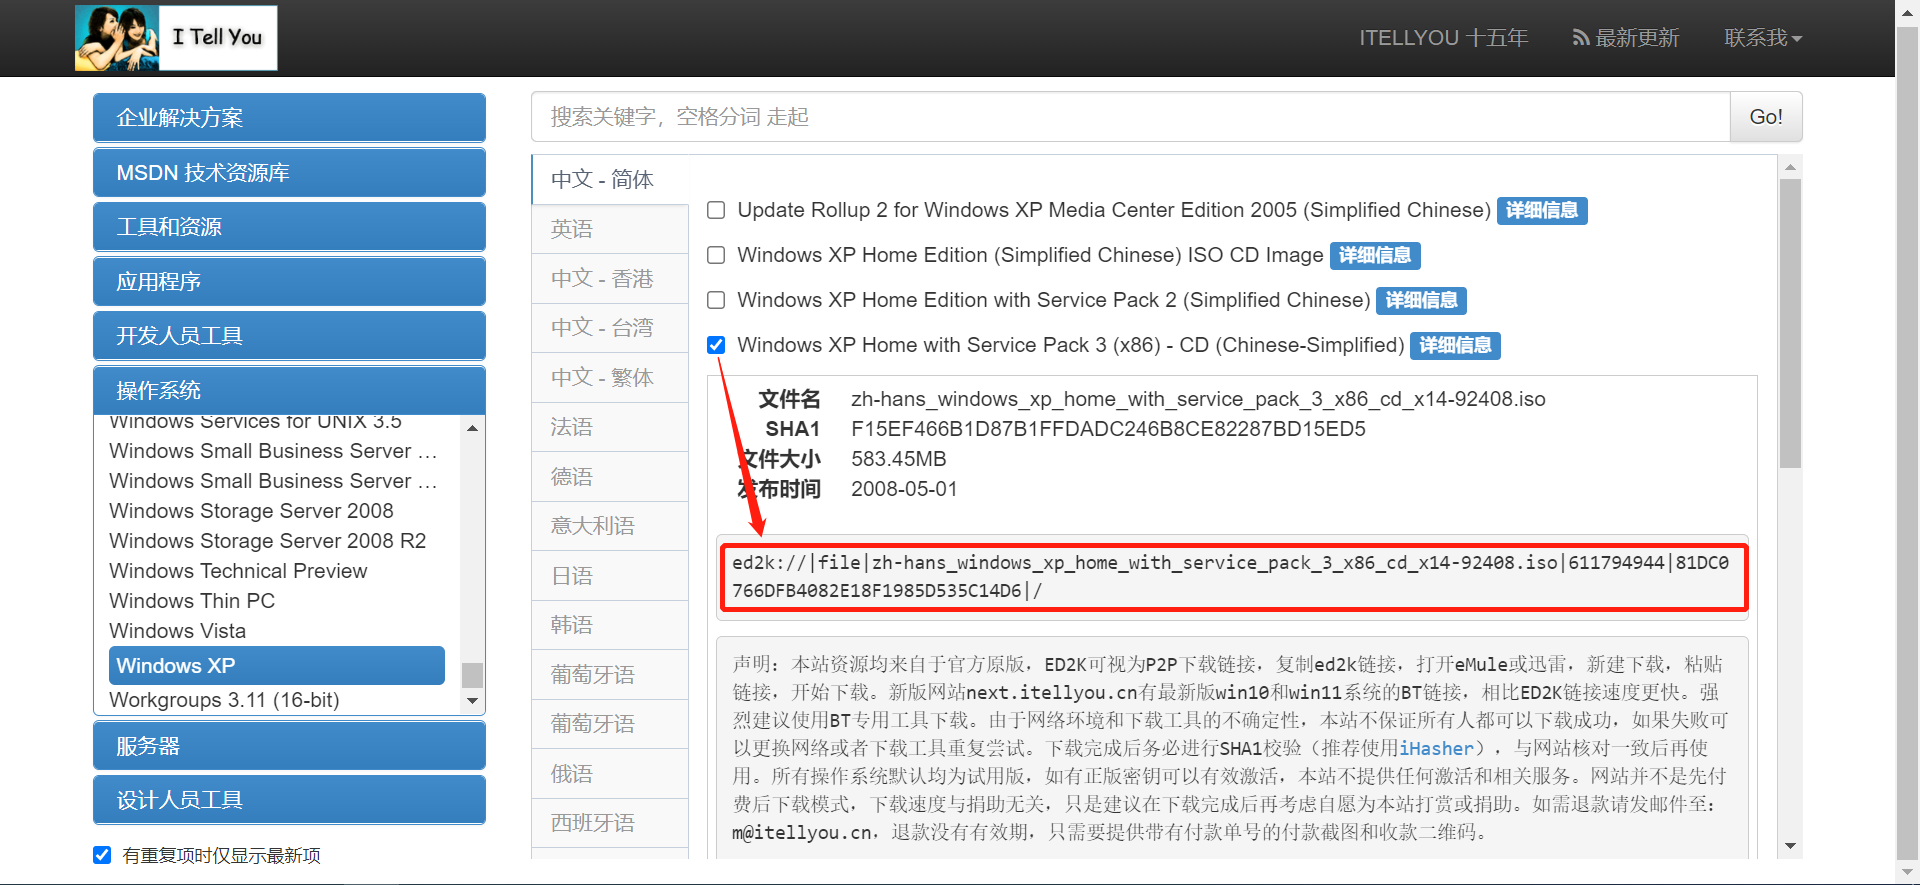 I Tell You
ITELLYOU 十五年
最新更新
联系我
企业解决方案
MSDN 技术资源库
工具和资源
应用程序
开发人员工具
操作系统
Windows Services for UNIX 3.5
Windows Small Business Server ...
Windows Small Business Server ...
Windows Storage Server 2008
Windows Storage Server 2008 R2
Windows Technical Preview
Windows Thin PC
Windows Vista
Windows XP
Workgroups 3.11 (16-bit)
服务器
设计人员工具
有重复项时仅显示最新项
搜索关键字，空格分词 走起
Go!
中文 - 简体
英语
中文 - 香港
中文 - 台湾
中文 - 繁体
法语
德语
意大利语
日语
韩语
葡萄牙语
葡萄牙语
俄语
西班牙语
Update Rollup 2 for Windows XP Media Center Edition 2005 (Simplified Chinese) 详细信息
Windows XP Home Edition (Simplified Chinese) ISO CD Image 详细信息
Windows XP Home Edition with Service Pack 2 (Simplified Chinese) 详细信息
Windows XP Home with Service Pack 3 (x86) - CD (Chinese-Simplified) 详细信息
文件名 zh-hans_windows_xp_home_with_service_pack_3_x86_cd_x14-92408.iso
SHA1 F15EF466B1D87B1FFDADC246B8CE82287BD15ED5
文件大小 583.45MB
发布时间 2008-05-01
ed2k://|file|zh-hans_windows_xp_home_with_service_pack_3_x86_cd_x14-92408.iso|611794944|81DC0
766DFB4082E18F1985D535C14D6|/
声明：本站资源均来自于官方原版，ED2K可视为P2P下载链接，复制ed2k链接，打开eMule或迅雷，新建下载，粘贴
链接，开始下载。新版网站next.itellyou.cn有最新版win10和win11系统的BT链接，相比ED2K链接速度更快。强
烈建议使用BT专用工具下载。由于网络环境和下载工具的不确定性，本站不保证所有人都可以下载成功，如果失败可
以更换网络或者下载工具重复尝试。下载完成后务必进行SHA1校验（推荐使用iHasher），与网站核对一致后再使
用。所有操作系统默认均为试用版，如有正版密钥可以有效激活，本站不提供任何激活和相关服务。网站并不是先付
费后下载模式，下载速度与捐助无关，只是建议在下载完成后再考虑自愿为本站打赏或捐助。如需退款请发邮件至：
m@itellyou.cn，退款没有有效期，只需要提供带有付款单号的付款截图和收款二维码。